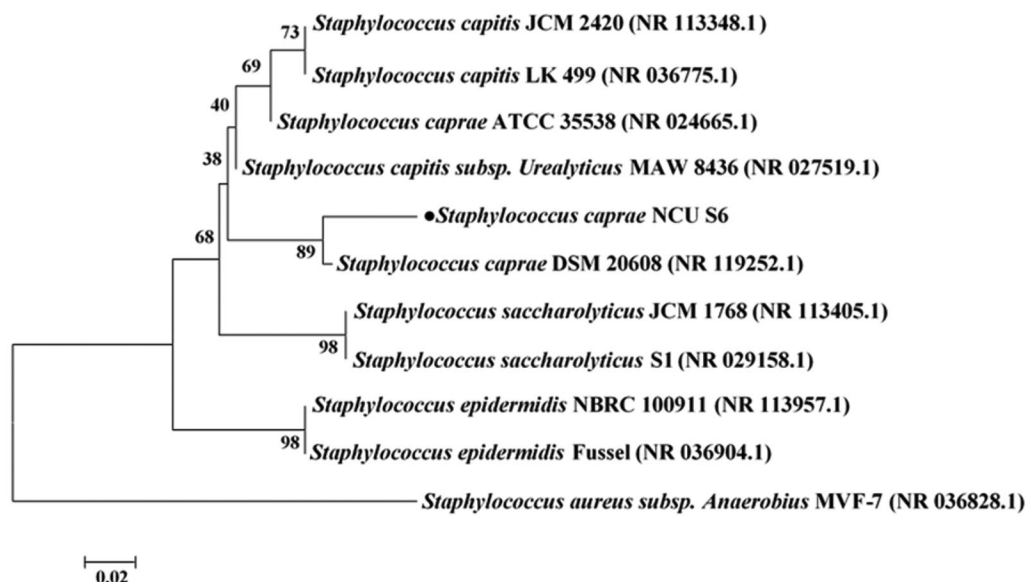 73
Staphylococcus capitis JCM 2420 (NR 113348.1)
69
Staphylococcus capitis LK 499 (NR 036775.1)
40
Staphylococcus caprae ATCC 35538 (NR 024665.1)
38
Staphylococcus capitis subsp. Urealyticus MAW 8436 (NR 027519.1)
●Staphylococcus caprae NCU S6
68
89
Staphylococcus caprae DSM 20608 (NR 119252.1)
Staphylococcus saccharolyticus JCM 1768 (NR 113405.1)
98
Staphylococcus saccharolyticus S1 (NR 029158.1)
Staphylococcus epidermidis NBRC 100911 (NR 113957.1)
98
Staphylococcus epidermidis Fussel (NR 036904.1)
Staphylococcus aureus subsp. Anaerobius MVF-7 (NR 036828.1)
0.02